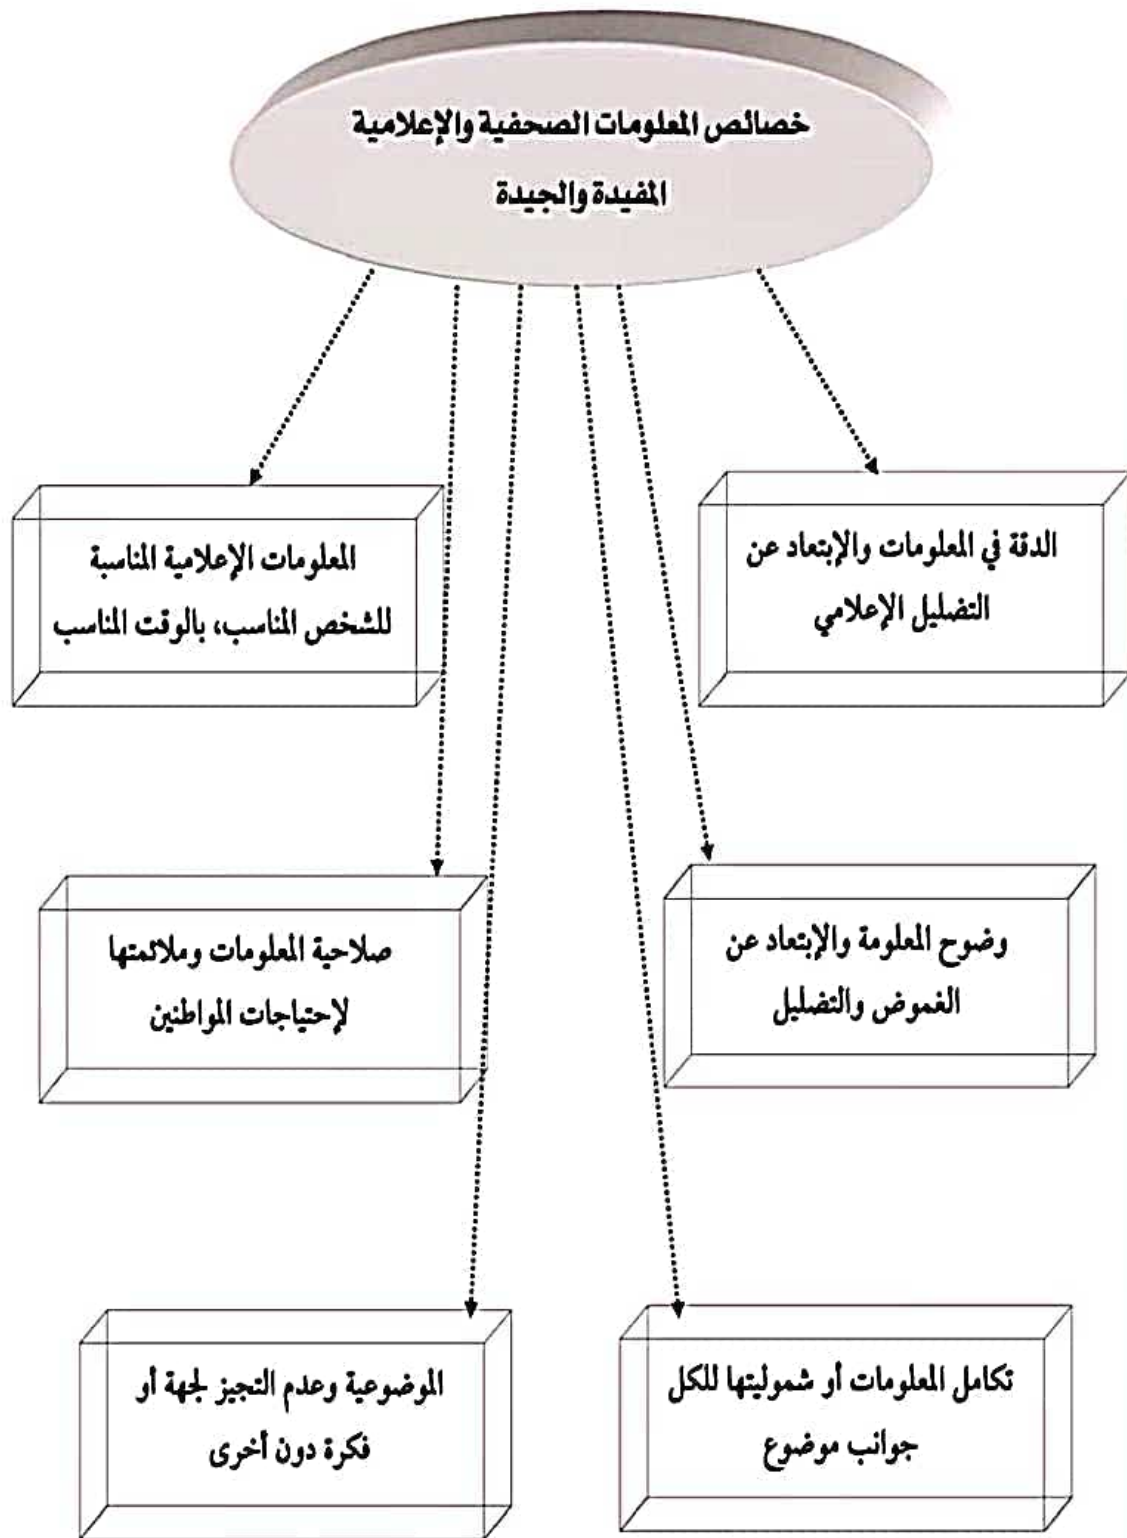 خصائص المعلومات الصحفية والإعلامية
المفيدة والجيدة
الدقة في المعلومات والإبتعاد عن
التضليل الإعلامي
المعلومات الإعلامية المناسبة
للشخص المناسب، بالوقت المناسب
وضوح المعلومة والإبتعاد عن
الغموض والتضليل
صلاحية المعلومات وملائمتها
لإحتياجات المواطنين
تكامل المعلومات أو شموليتها للكل
جوانب موضوع
الموضوعية وعدم التجيز لجهة أو
فكرة دون أخرى